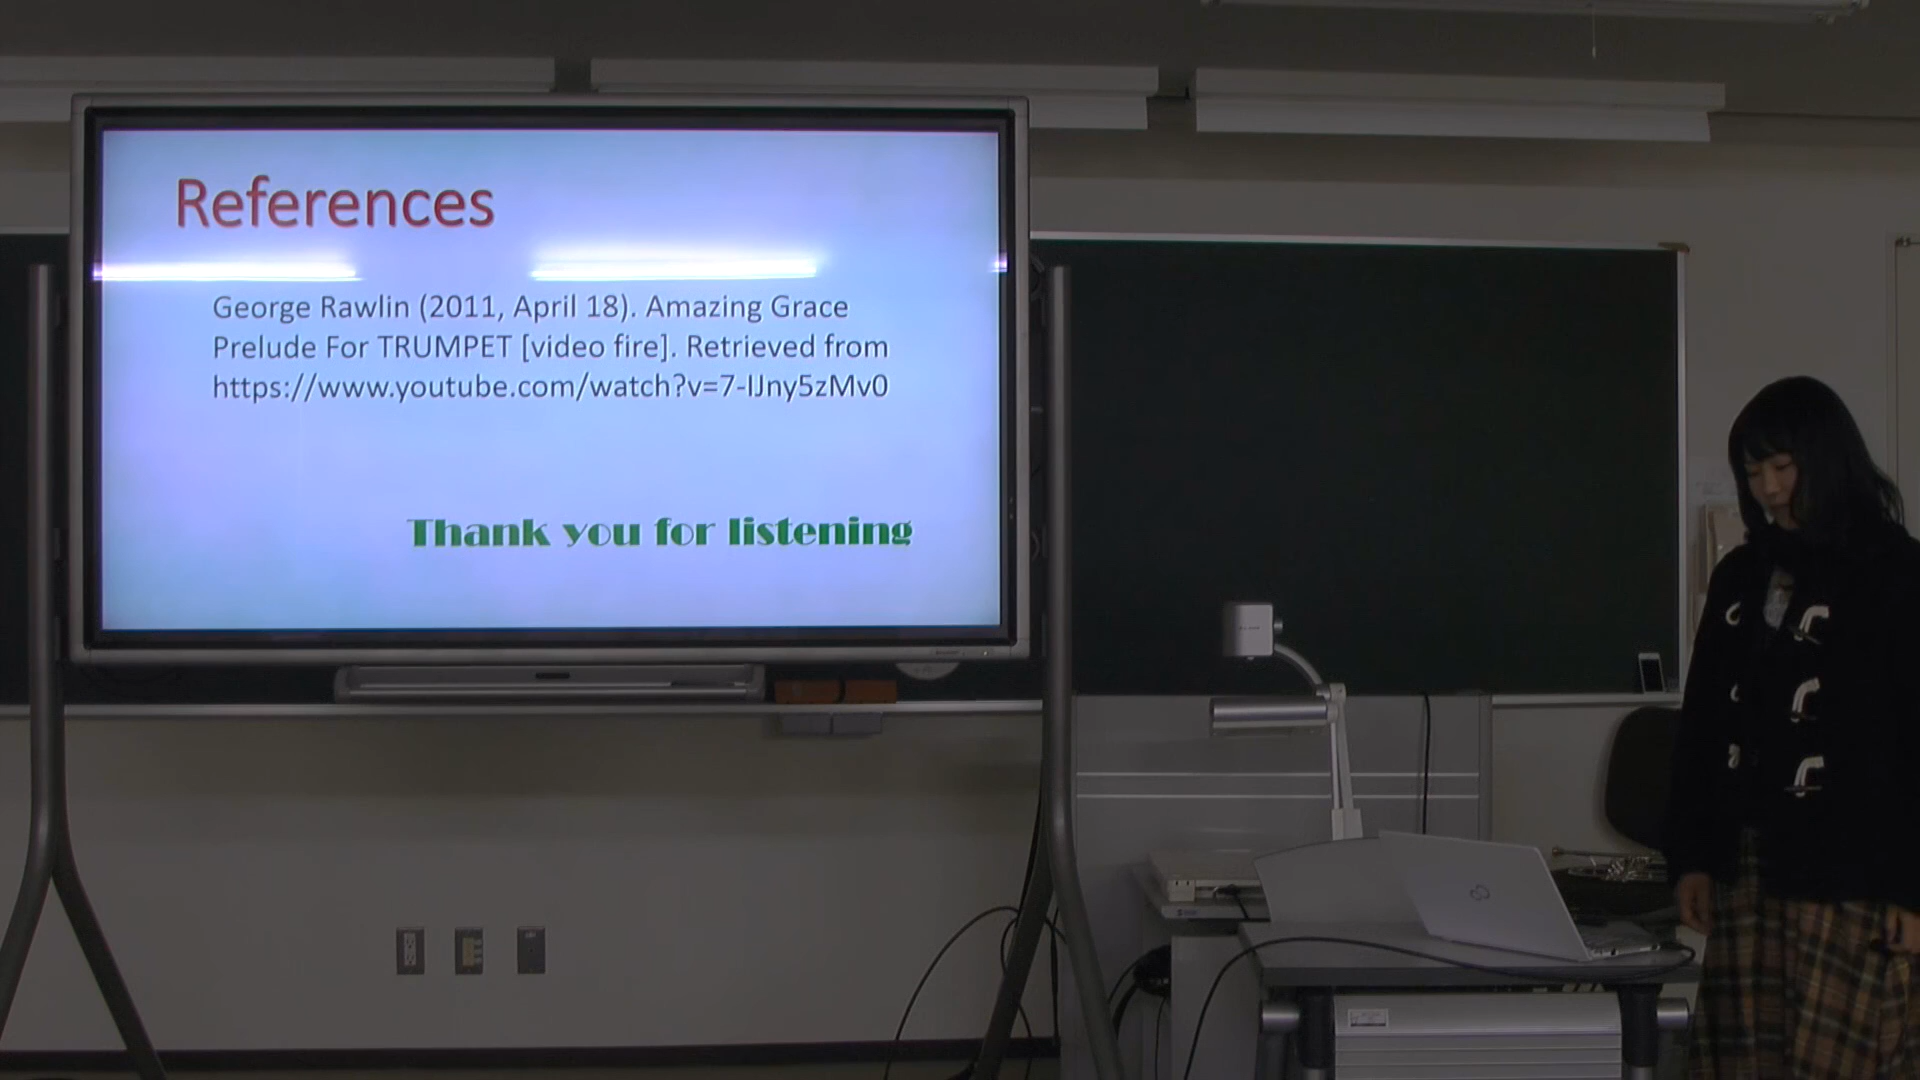 References
George Rawlin (2011, April 18). Amazing Grace
Prelude For TRUMPET [video fire]. Retrieved from
https://www.youtube.com/watch?v=7-IJny5zMv0
Thank you for listening